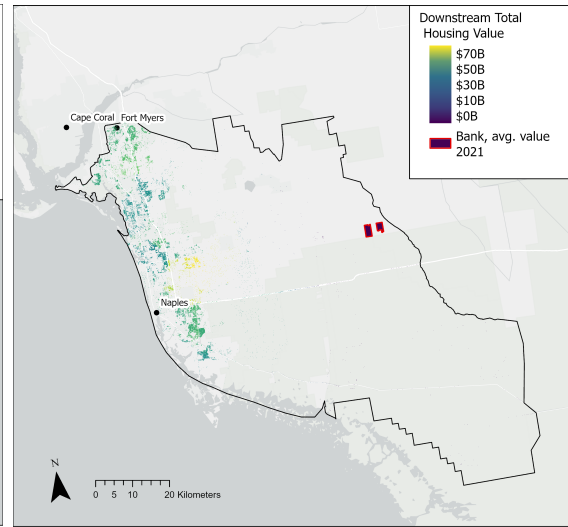 Downstream Total
Housing Value
$70B
$50B
$30B
$10B
$0B
Bank, avg. value
2021
Cape Coral
Fort Myers
Naples
N
0 5 10 20 Kilometers